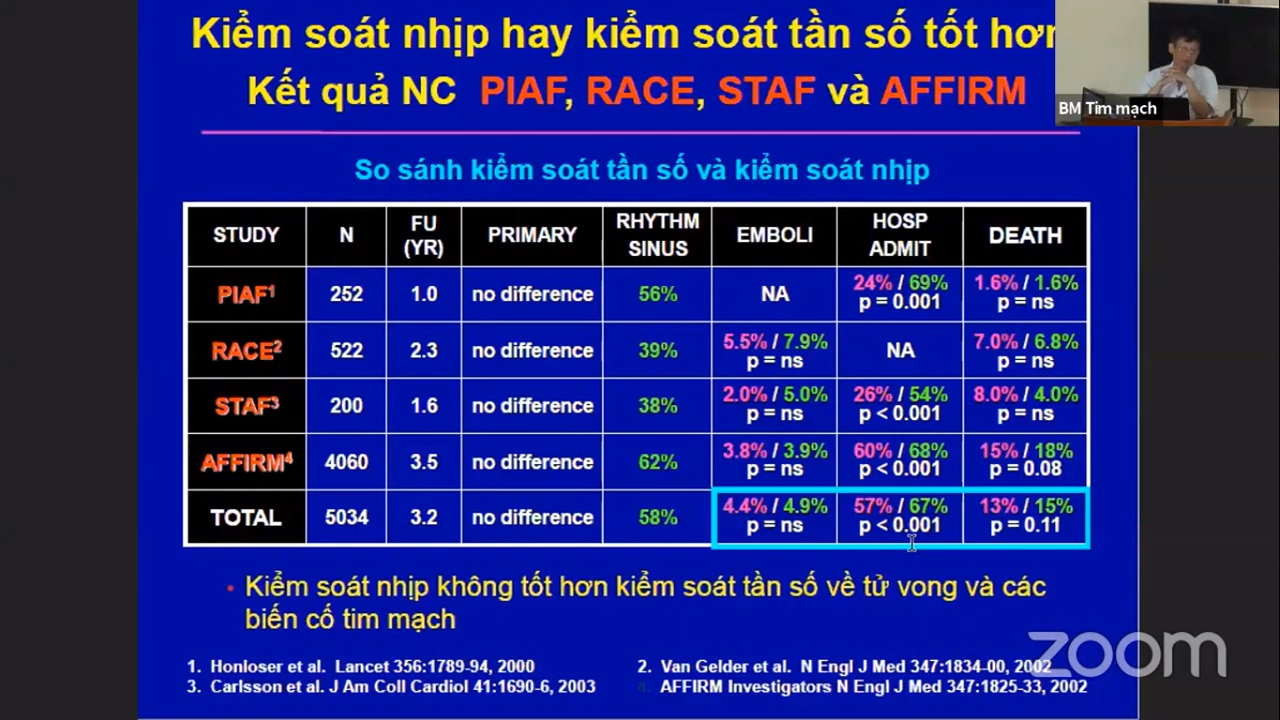 Kiểm soát nhịp hay kiểm soát tần số tốt hơn
Kết quả NC PIAF, RACE, STAF và AFFIRM
BM Tim mạch
So sánh kiểm soát tần số và kiểm soát nhịp
STUDY N FU (YR) PRIMARY RHYTHM SINUS EMBOLI HOSP ADMIT DEATH
PIAF1 252 1.0 no difference 56% NA 24% / 69% p = 0.001 1.6% / 1.6% p = ns
RACE2 522 2.3 no difference 39% 5.5% / 7.9% p = ns NA 7.0% / 6.8% p = ns
STAF3 200 1.6 no difference 38% 2.0% / 5.0% p = ns 26% / 54% p < 0.001 8.0% / 4.0% p = ns
AFFIRM4 4060 3.5 no difference 62% 3.8% / 3.9% p = ns 60% / 68% p < 0.001 15% / 18% p = 0.08
TOTAL 5034 3.2 no difference 58% 4.4% / 4.9% p = ns 57% / 67% p < 0.001 13% / 15% p = 0.11
• Kiểm soát nhịp không tốt hơn kiểm soát tần số về tử vong và các
biến cố tim mạch
1. Honloser et al. Lancet 356:1789-94, 2000
2. Van Gelder et al. N Engl J Med 347:1834-00, 2002
3. Carlsson et al. J Am Coll Cardiol 41:1690-6, 2003
4. AFFIRM Investigators N Engl J Med 347:1825-33, 2002
zoom